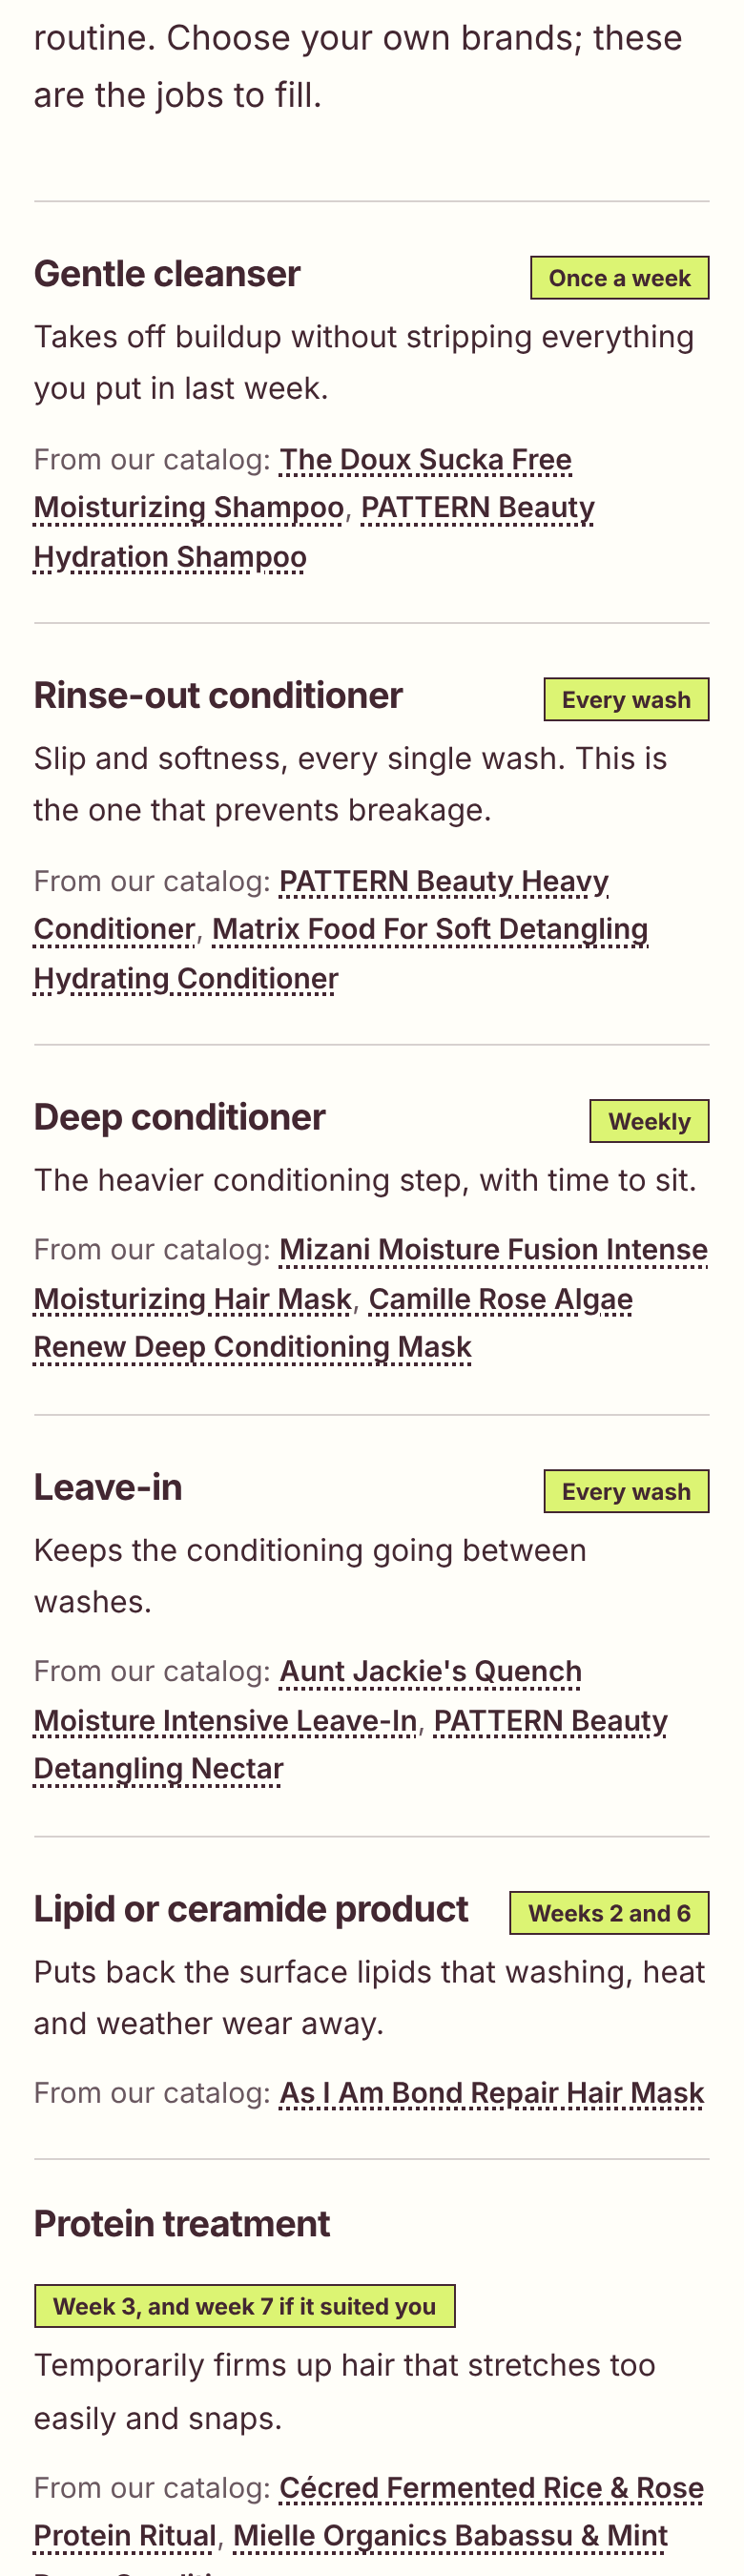 routine. Choose your own brands; these
are the jobs to fill.
Gentle cleanser
Once a week
Takes off buildup without stripping everything
you put in last week.
From our catalog: The Doux Sucka Free
Moisturizing Shampoo, PATTERN Beauty
Hydration Shampoo
Rinse-out conditioner
Every wash
Slip and softness, every single wash. This is
the one that prevents breakage.
From our catalog: PATTERN Beauty Heavy
Conditioner, Matrix Food For Soft Detangling
Hydrating Conditioner
Deep conditioner
Weekly
The heavier conditioning step, with time to sit.
From our catalog: Mizani Moisture Fusion Intense
Moisturizing Hair Mask, Camille Rose Algae
Renew Deep Conditioning Mask
Leave-in
Every wash
Keeps the conditioning going between
washes.
From our catalog: Aunt Jackie's Quench
Moisture Intensive Leave-In, PATTERN Beauty
Detangling Nectar
Lipid or ceramide product
Weeks 2 and 6
Puts back the surface lipids that washing, heat
and weather wear away.
From our catalog: As I Am Bond Repair Hair Mask
Protein treatment
Week 3, and week 7 if it suited you
Temporarily firms up hair that stretches too
easily and snaps.
From our catalog: Cécred Fermented Rice & Rose
Protein Ritual, Mielle Organics Babassu & Mint